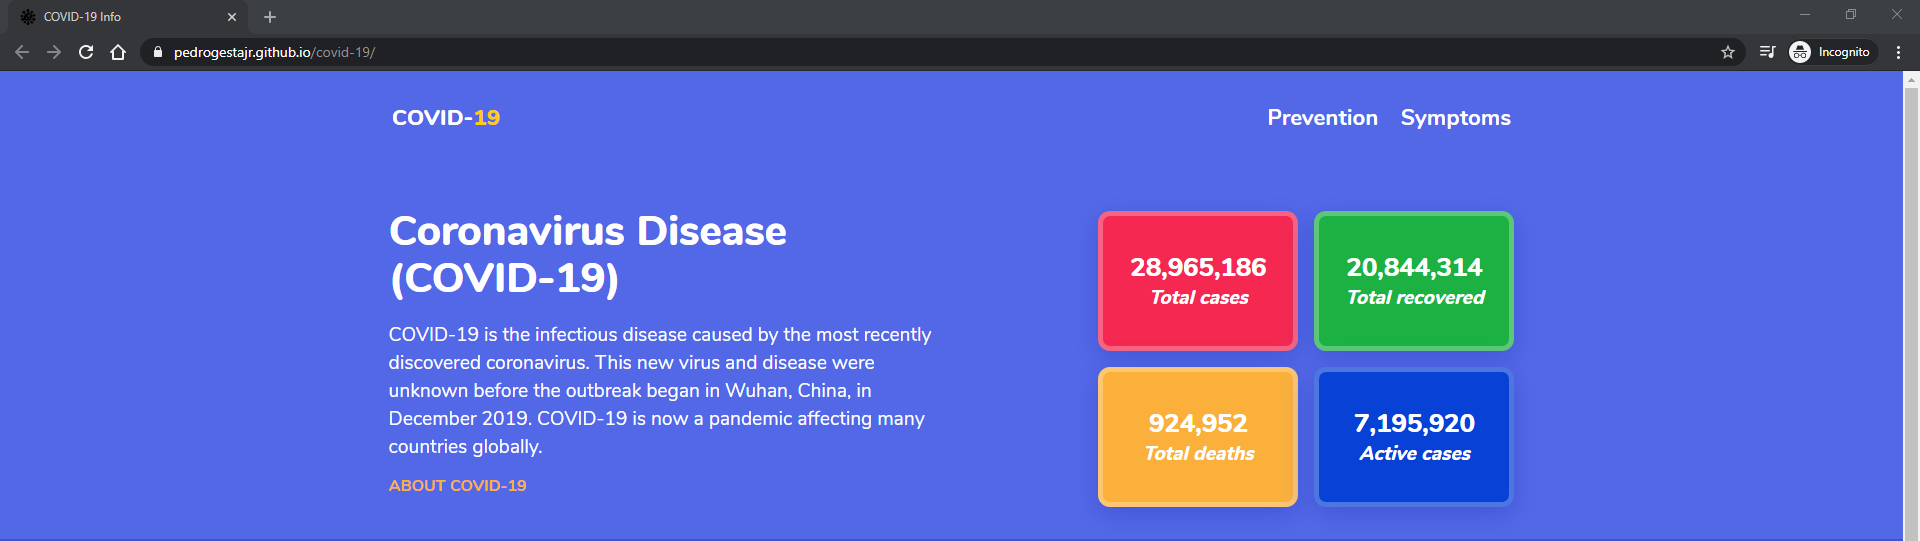 COVID-19 Info
pedrogestajr.github.io/covid-19/
Incognito
COVID-19
Prevention Symptoms
Coronavirus Disease
(COVID-19)
COVID-19 is the infectious disease caused by the most recently
discovered coronavirus. This new virus and disease were
unknown before the outbreak began in Wuhan, China, in
December 2019. COVID-19 is now a pandemic affecting many
countries globally.
ABOUT COVID-19
28,965,186
Total cases
20,844,314
Total recovered
924,952
Total deaths
7,195,920
Active cases